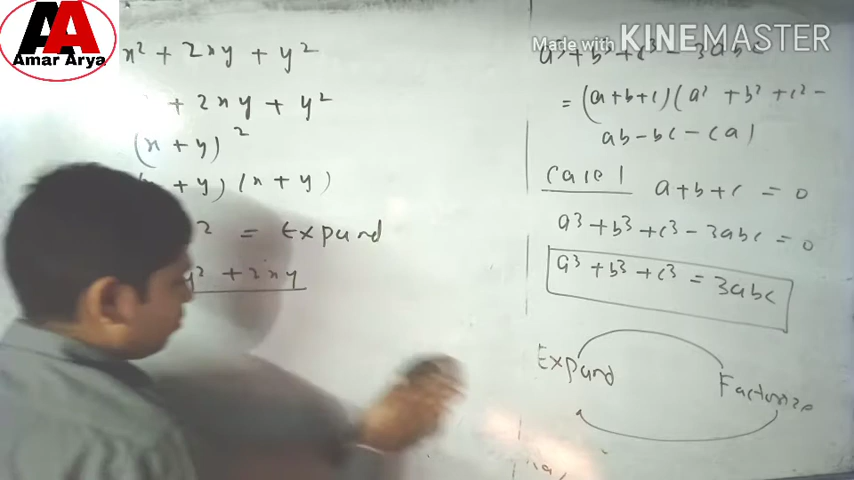 AA
Amar Arya
Made with KINEMASTER
x² + 2xy + y²
+ 2xy + y²
(x + y)²
+ y) (x + y)
2 = Expand
y² + 2xy
a³ + b³ + c³ - 3abc
= (a+b+c) (a² + b² + c² -
ab - bc - ca)
Case 1 a+b+c = 0
a³ + b³ + c³ - 3abc = 0
a³ + b³ + c³ = 3abc
Expand
Factorize